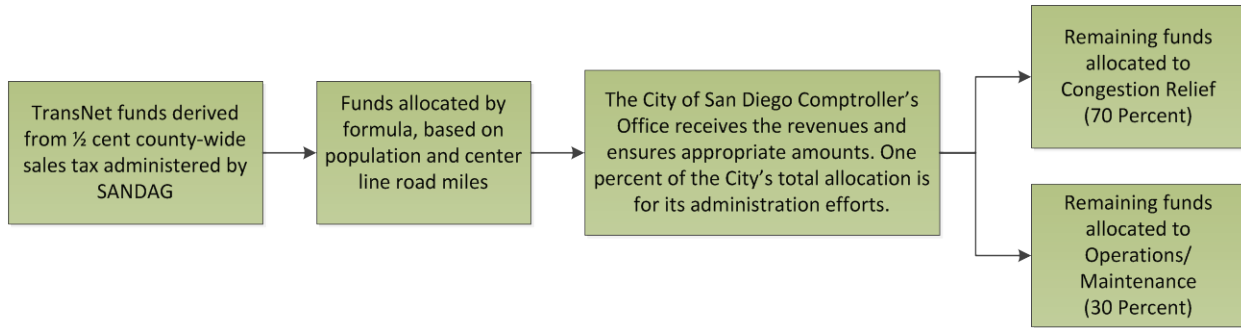 TransNet funds derived
from ½ cent county-wide
sales tax administered by
SANDAG
Funds allocated by
formula, based on
population and center
line road miles
The City of San Diego Comptroller’s
Office receives the revenues and
ensures appropriate amounts. One
percent of the City’s total allocation is
for its administration efforts.
Remaining funds
allocated to
Congestion Relief
(70 Percent)
Remaining funds
allocated to
Operations/
Maintenance
(30 Percent)